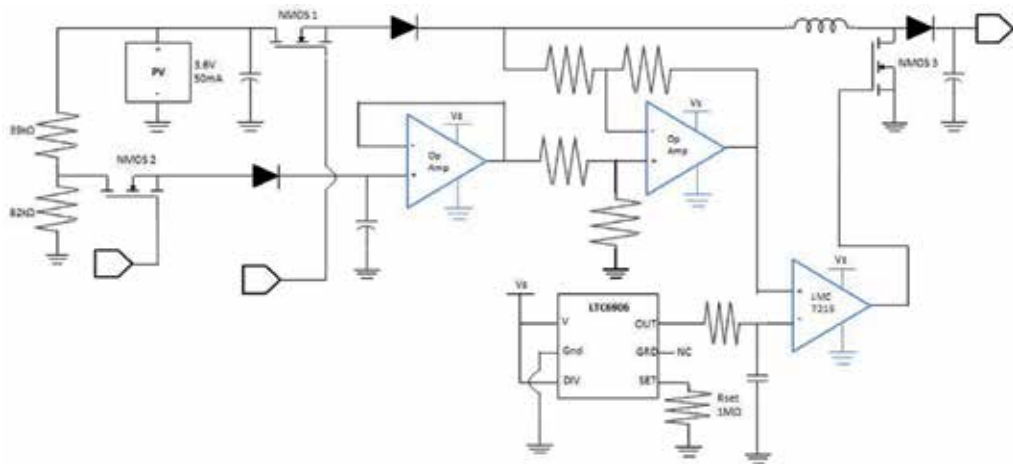 NMOS 1
PV
3.6V
50mA
NMOS 3
Vs
Vs
39kΩ
Op
Amp
Op
Amp
NMOS 2
82kΩ
Vs
Vs
LMC
7215
LTC6906
V
OUT
Gnd
GRD
NC
DIV
SET
Rset
1MΩ